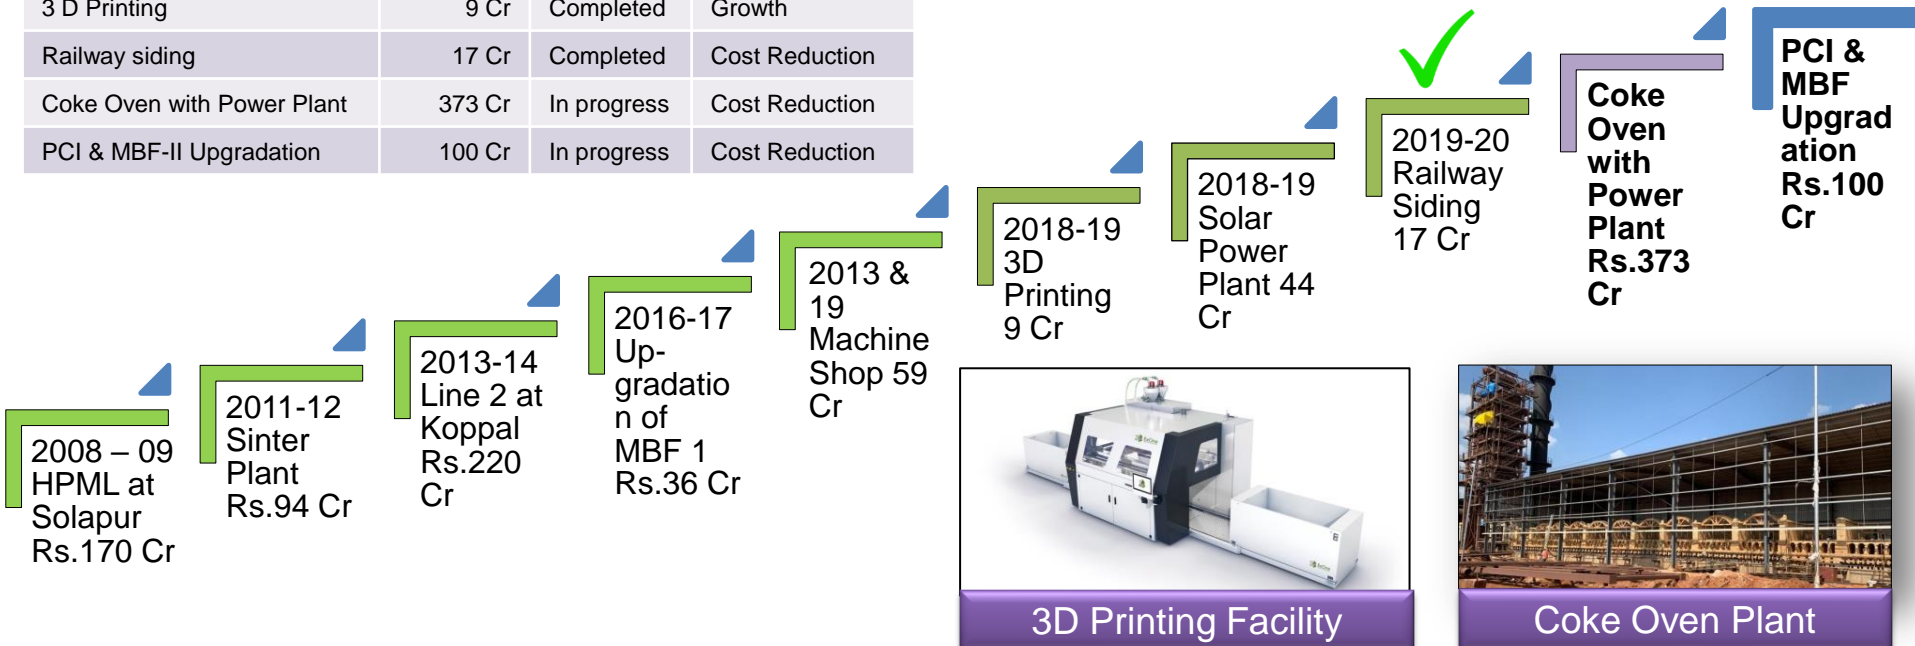 3 D Printing 9 Cr Completed Growth
Railway siding 17 Cr Completed Cost Reduction
Coke Oven with Power Plant 373 Cr In progress Cost Reduction
PCI & MBF-II Upgradation 100 Cr In progress Cost Reduction
2008 – 09
HPML at
Solapur
Rs.170 Cr
2011-12
Sinter
Plant
Rs.94 Cr
2013-14
Line 2 at
Koppal
Rs.220
Cr
2016-17
Up-
gradatio
n of
MBF 1
Rs.36 Cr
2013 &
19
Machine
Shop 59
Cr
2018-19
3D
Printing
9 Cr
2018-19
Solar
Power
Plant 44
Cr
2019-20
Railway
Siding
17 Cr
Coke
Oven
with
Power
Plant
Rs.373
Cr
PCI &
MBF
Upgrad
ation
Rs.100
Cr
ExOne
3D Printing Facility
Coke Oven Plant